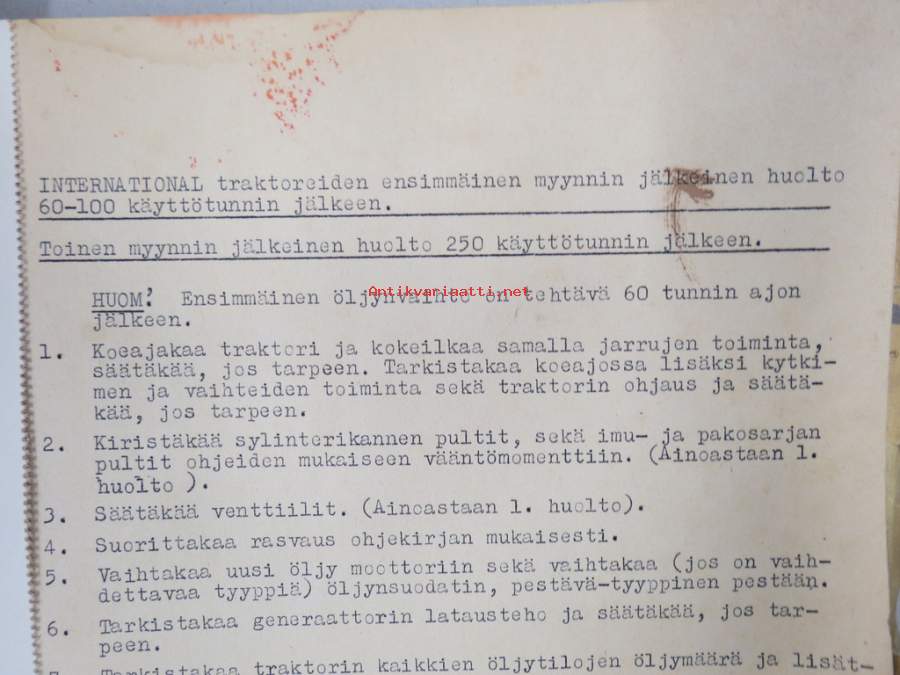 INTERNATIONAL traktoreiden ensimmäinen myynnin jälkeinen huolto
60-100 käyttötunnin jälkeen.
Toinen myynnin jälkeinen huolto 250 käyttötunnin jälkeen.
HUOM! Ensimmäinen öljynvaihto on tehtävä 60 tunnin ajon
jälkeen.
Antikvariaatti.net
1. Koeajakaa traktori ja kokeilkaa samalla jarrujen toiminta,
säätäkää, jos tarpeen. Tarkistakaa koeajossa lisäksi kytki-
men ja vaihteiden toiminta sekä traktorin ohjaus ja säätä-
kää, jos tarpeen.
2. Kiristäkää sylinterikannen pultit, sekä imu- ja pakosarjan
pultit ohjeiden mukaiseen vääntömomenttiin. (Ainoastaan 1.
huolto ).
3. Säätäkää venttiilit. (Ainoastaan 1. huolto).
4. Suorittakaa rasvaus ohjekirjan mukaisesti.
5. Vaihtakaa uusi öljy moottoriin sekä vaihtakaa (jos on vaih-
dettavaa tyyppiä) öljynsuodatin, pestävä-tyyppinen pestään.
6. Tarkistakaa generaattorin latausteho ja säätäkää, jos tar-
peen.
7. Tarkistakaa traktorin kaikkien öljytilojen öljymäärä ja lisät-